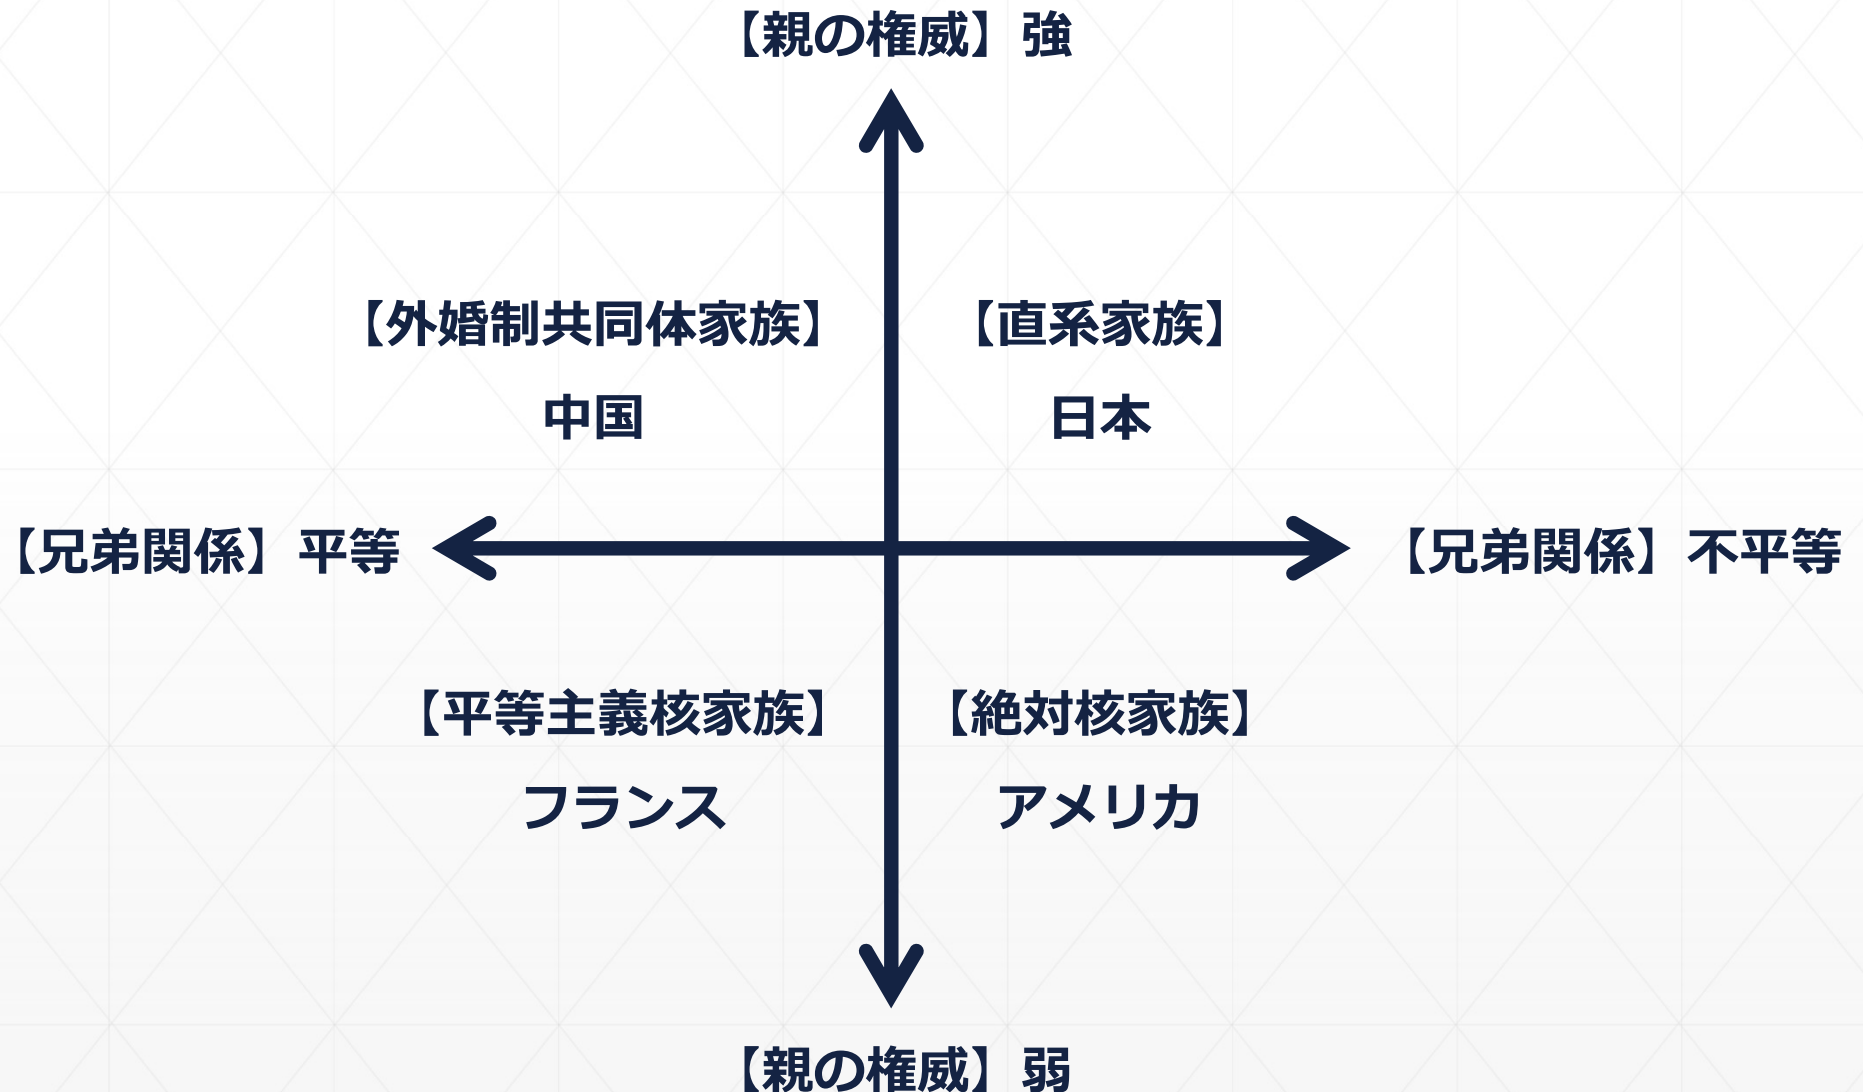 【親の権威】強
【外婚制共同体家族】
中国
【直系家族】
日本
【兄弟関係】平等
【兄弟関係】不平等
【平等主義核家族】
フランス
【絶対核家族】
アメリカ
【親の権威】弱